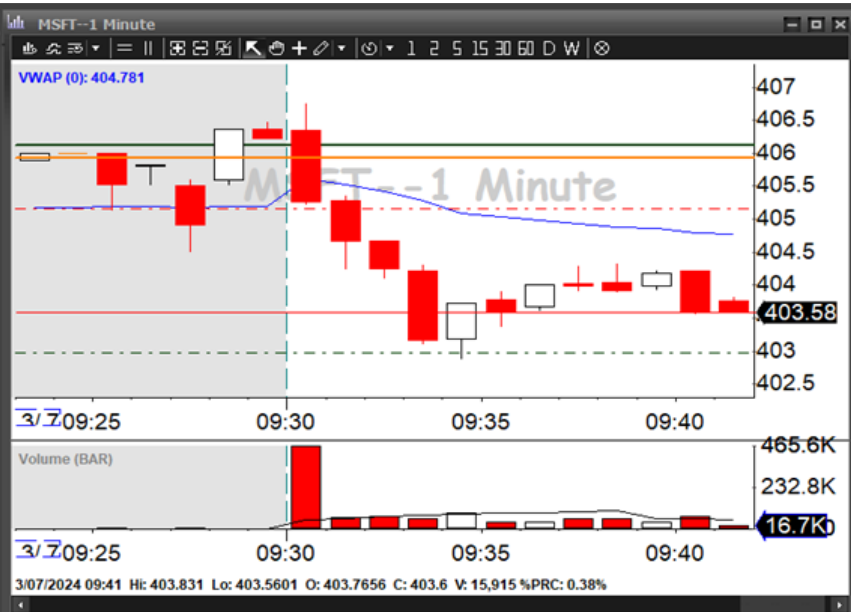 MSFT--1 Minute
1 2 5 15 30 60 D W
VWAP (0): 404.781
MSFT--1 Minute
407
406.5
406
405.5
405
404.5
404
403.58
403
402.5
3/ 7 09:25 09:30 09:35 09:40
Volume (BAR)
465.6K
232.8K
16.7K 0
3/ 7 09:25 09:30 09:35 09:40
3/07/2024 09:41 Hi: 403.831 Lo: 403.5601 O: 403.7656 C: 403.6 V: 15,915 %PRC: 0.38%